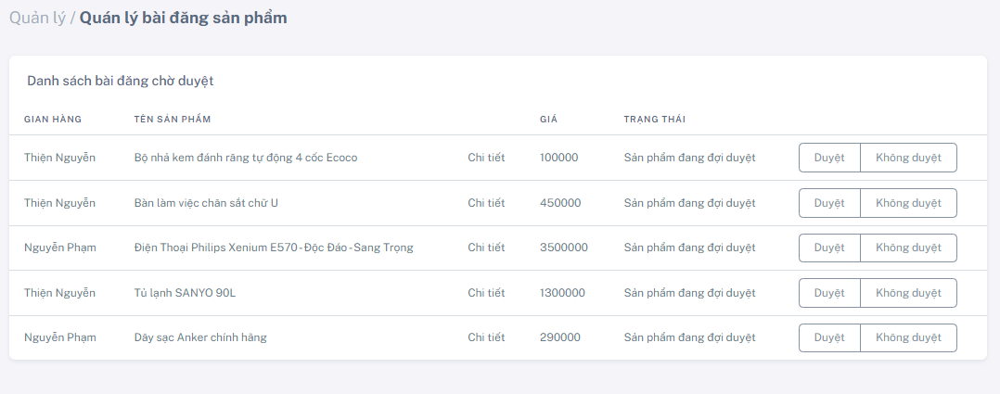 Quản lý / Quán lý bài đăng sản phẩm
Danh sách bài đăng chờ duyệt
GIAN HÀNG TÊN SẢN PHẨM GIÁ TRẠNG THÁI
Thiện Nguyễn Bộ nhả kem đánh răng tự động 4 cốc Ecoco Chi tiết 100000 Sản phẩm đang đợi duyệt Duyệt Không duyệt
Thiện Nguyễn Bàn làm việc chân sắt chữ U Chi tiết 450000 Sản phẩm đang đợi duyệt Duyệt Không duyệt
Nguyễn Phạm Điện Thoại Philips Xenium E570 - Độc Đáo - Sang Trọng Chi tiết 3500000 Sản phẩm đang đợi duyệt Duyệt Không duyệt
Thiện Nguyễn Tủ lạnh SANYO 90L Chi tiết 1300000 Sản phẩm đang đợi duyệt Duyệt Không duyệt
Nguyễn Phạm Dây sạc Anker chính hãng Chi tiết 290000 Sản phẩm đang đợi duyệt Duyệt Không duyệt